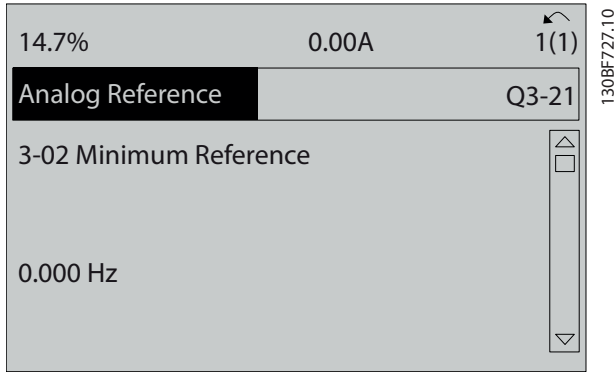 14.7% 0.00A 1(1)
Analog Reference Q3-21
3-02 Minimum Reference
0.000 Hz
130BF727.10